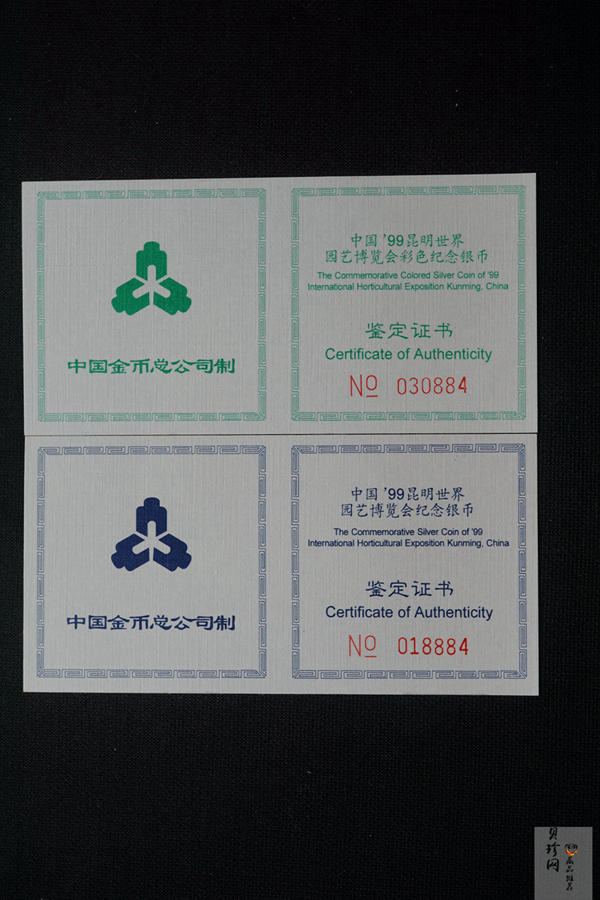 中国金币总公司制
中国 '99昆明世界
园艺博览会彩色纪念银币
The Commemorative Colored Silver Coin of '99
International Horticultural Exposition Kunming, China
鉴定证书
Certificate of Authenticity
No 030884
中国金币总公司制
中国 '99昆明世界
园艺博览会纪念银币
The Commemorative Silver Coin of '99
International Horticultural Exposition Kunming, China
鉴定证书
Certificate of Authenticity
No 018884
贝珍网